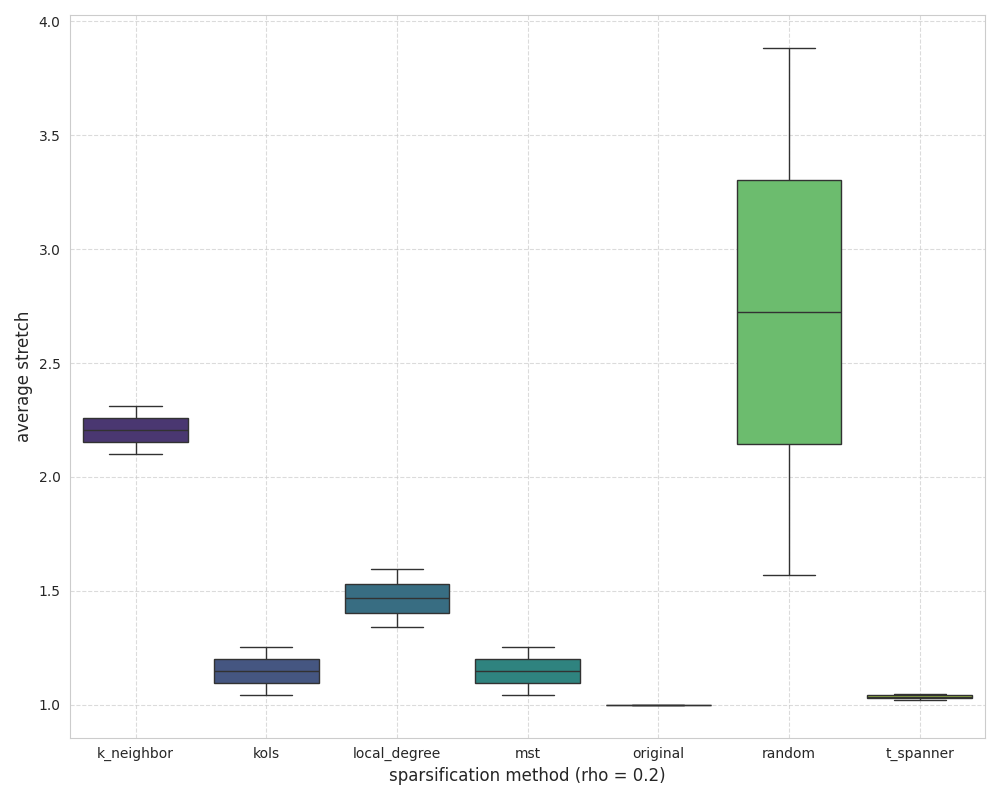 4.0
3.5
3.0
2.5
2.0
1.5
1.0
average stretch
k_neighbor
kols
local_degree
mst
original
random
t_spanner
sparsification method (rho = 0.2)